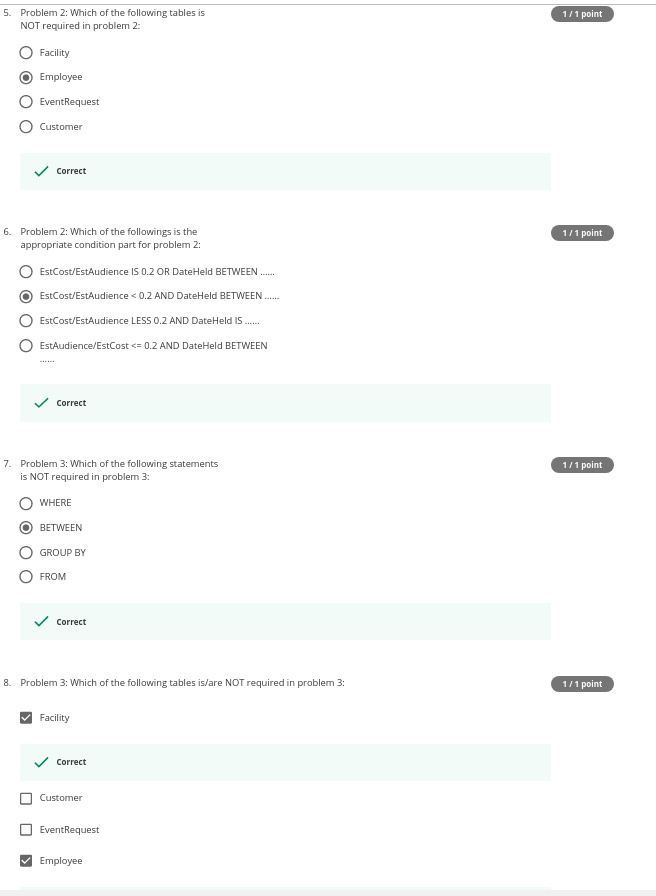 5. Problem 2: Which of the following tables is
NOT required in problem 2:
1 / 1 point
Facility
Employee
EventRequest
Customer
Correct
6. Problem 2: Which of the followings is the
appropriate condition part for problem 2:
1 / 1 point
EstCost/EstAudience IS 0.2 OR DateHeld BETWEEN ......
EstCost/EstAudience < 0.2 AND DateHeld BETWEEN ......
EstCost/EstAudience LESS 0.2 AND DateHeld IS ......
EstAudience/EstCost <= 0.2 AND DateHeld BETWEEN
......
Correct
7. Problem 3: Which of the following statements
is NOT required in problem 3:
1 / 1 point
WHERE
BETWEEN
GROUP BY
FROM
Correct
8. Problem 3: Which of the following tables is/are NOT required in problem 3:
1 / 1 point
Facility
Correct
Customer
EventRequest
Employee